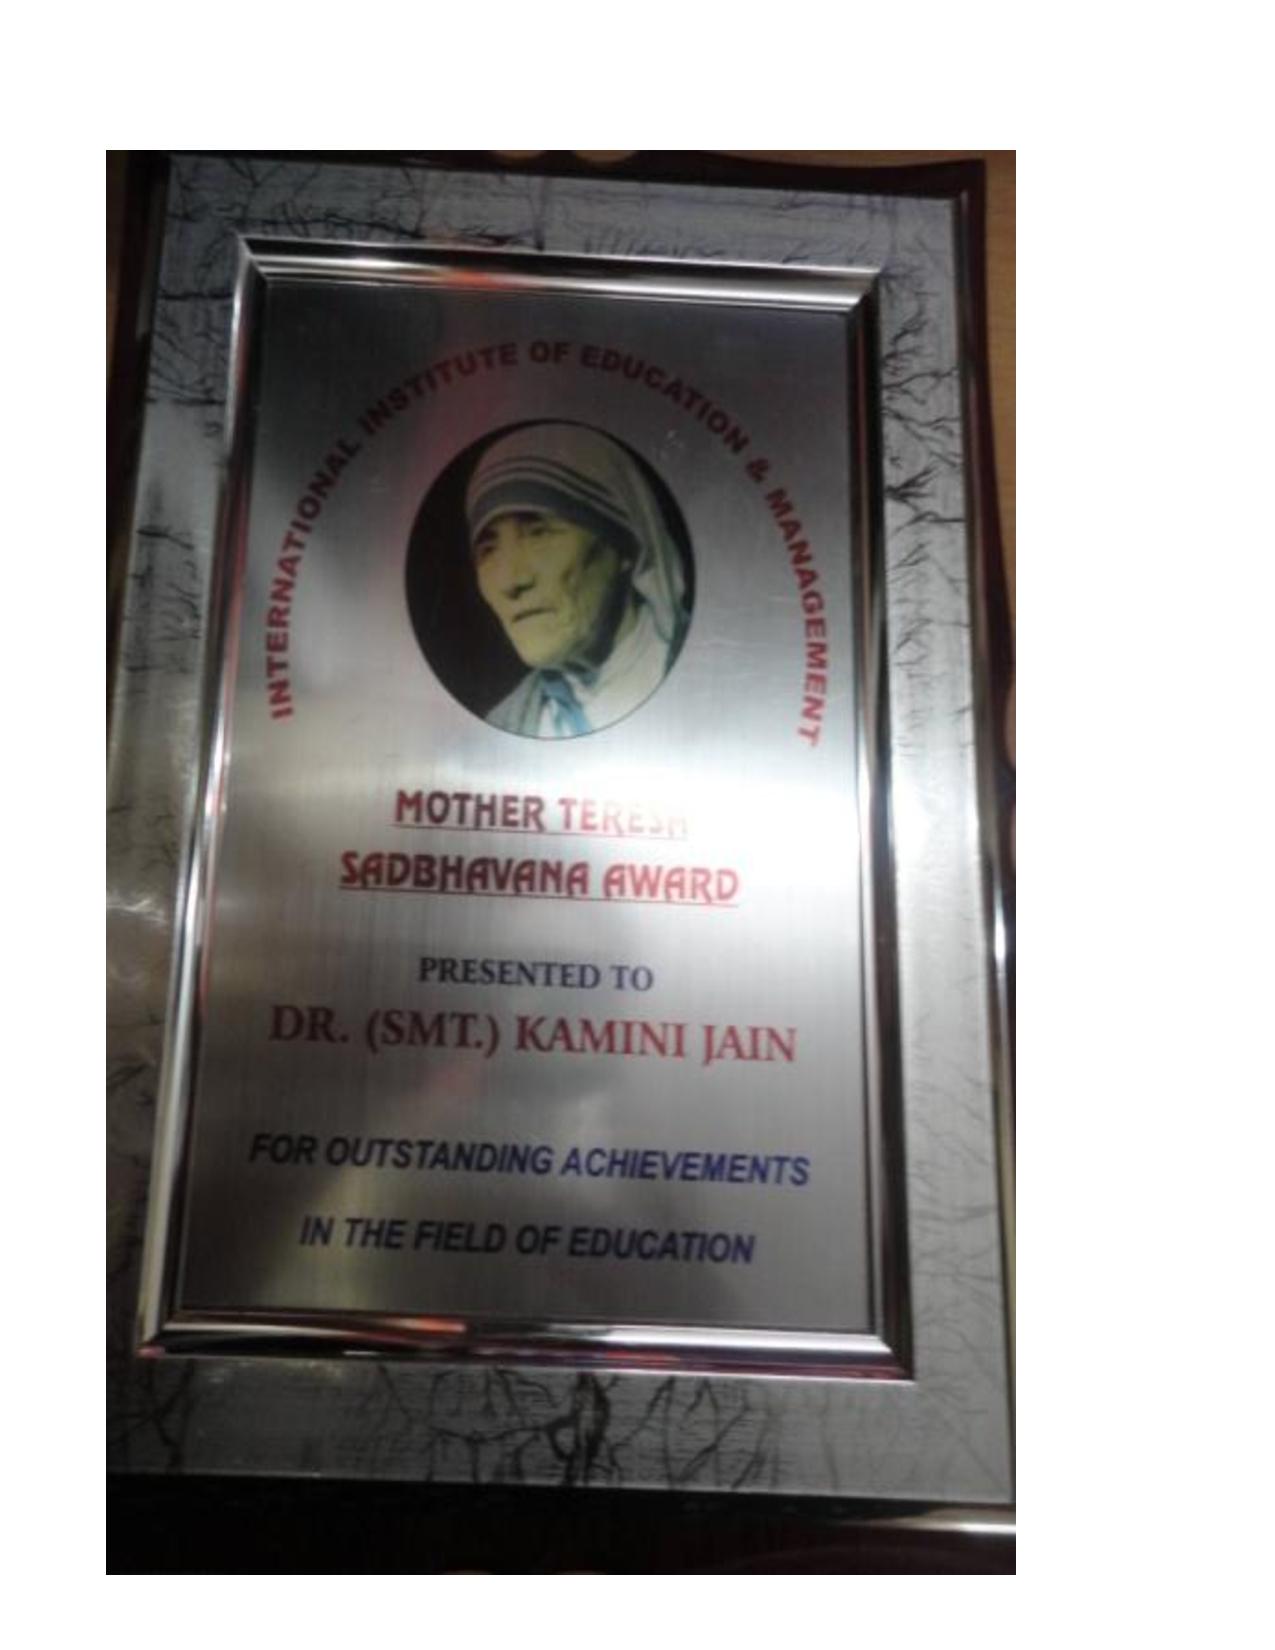 INTERNATIONAL INSTITUTE OF EDUCATION & MANAGEMENT
MOTHER TERESA
SADBHAVANA AWARD
PRESENTED TO
DR. (SMT.) KAMINI JAIN
FOR OUTSTANDING ACHIEVEMENTS
IN THE FIELD OF EDUCATION